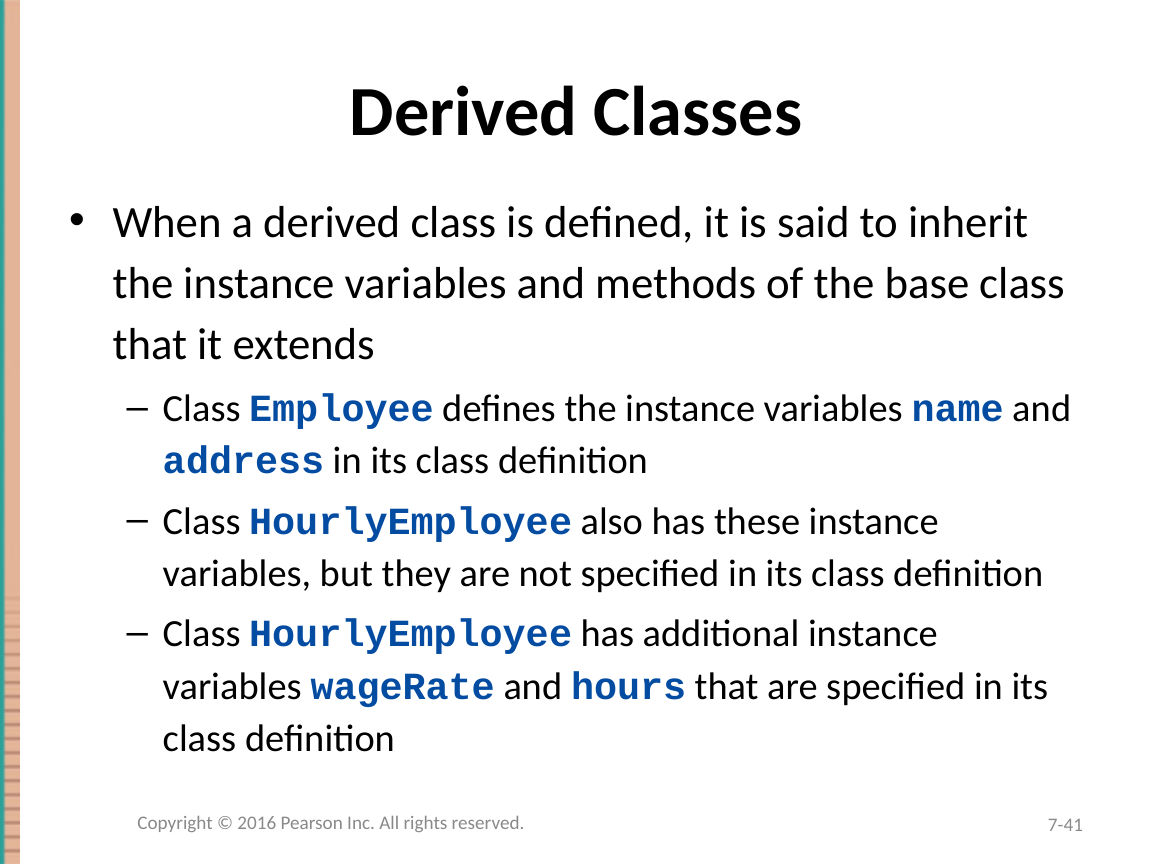 Derived Classes
• When a derived class is defined, it is said to inherit
the instance variables and methods of the base class
that it extends
– Class Employee defines the instance variables name and
address in its class definition
– Class HourlyEmployee also has these instance
variables, but they are not specified in its class definition
– Class HourlyEmployee has additional instance
variables wageRate and hours that are specified in its
class definition
Copyright © 2016 Pearson Inc. All rights reserved.
7-41